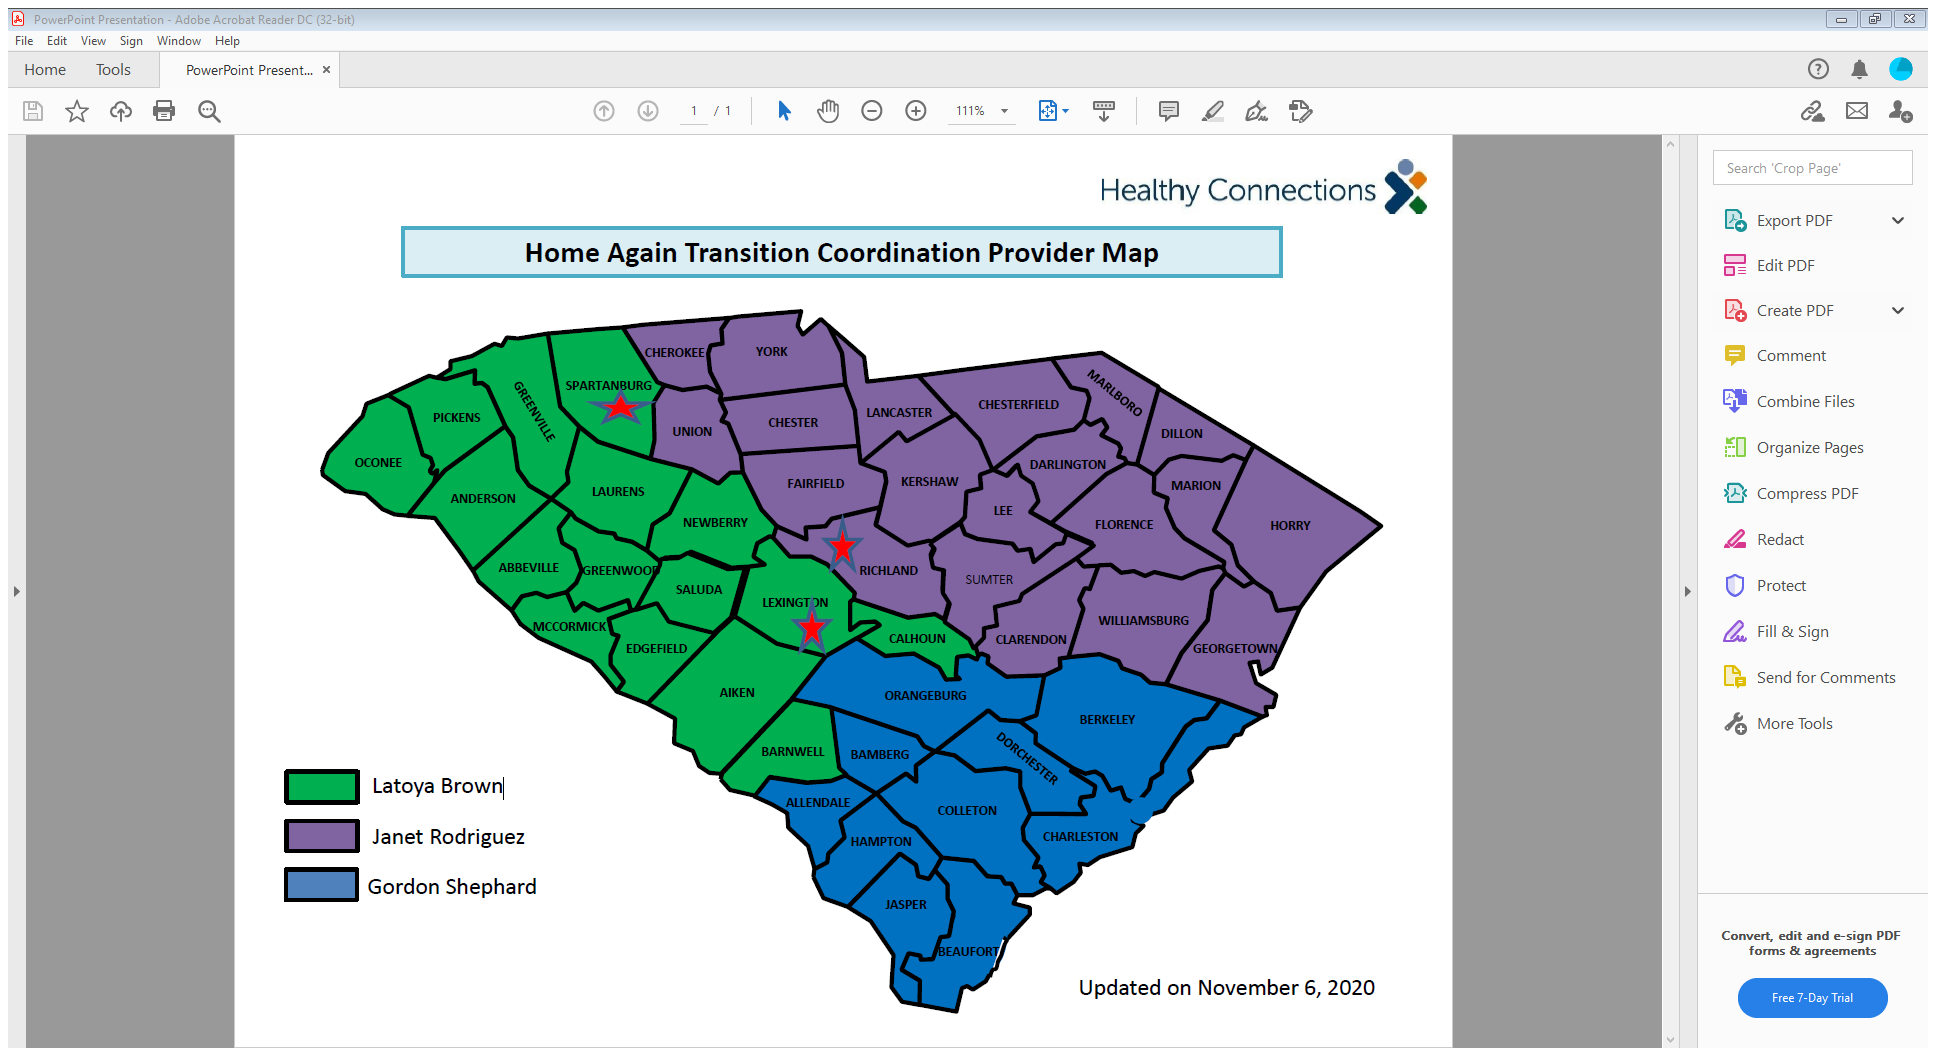 PowerPoint Presentation - Adobe Acrobat Reader DC (32-bit)
File Edit View Sign Window Help
Home Tools PowerPoint Present...
1 / 1 111%
Search 'Crop Page'
Export PDF
Edit PDF
Create PDF
Comment
Combine Files
Organize Pages
Compress PDF
Redact
Protect
Fill & Sign
Send for Comments
More Tools
Convert, edit and e-sign PDF
forms & agreements
Free 7-Day Trial
Healthy Connections
Home Again Transition Coordination Provider Map
CHEROKEE
YORK
SPARTANBURG
GREENVILLE
PICKENS
OCONEE
ANDERSON
UNION
CHESTER
LANCASTER
CHESTERFIELD
MARLBORO
DILLON
DARLINGTON
MARION
HORRY
LAURENS
NEWBERRY
FAIRFIELD
KERSHAW
LEE
FLORENCE
ABBEVILLE
GREENWOOD
SALUDA
LEXINGTON
RICHLAND
SUMTER
MCCORMICK
EDGEFIELD
CALHOUN
CLARENDON
WILLIAMSBURG
GEORGETOWN
AIKEN
ORANGEBURG
BERKELEY
BARNWELL
BAMBERG
DORCHESTER
ALLENDALE
COLLETON
CHARLESTON
HAMPTON
JASPER
BEAUFORT
Latoya Brown
Janet Rodriguez
Gordon Shephard
Updated on November 6, 2020